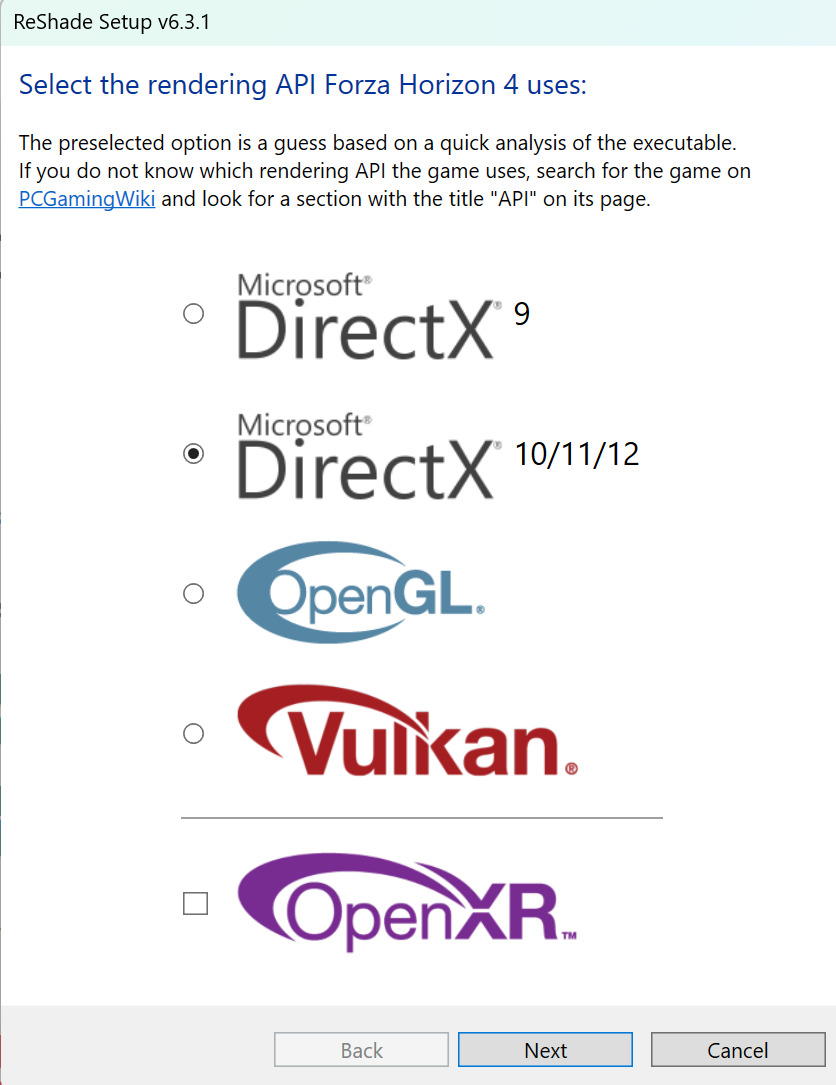 ReShade Setup v6.3.1
Select the rendering API Forza Horizon 4 uses:
The preselected option is a guess based on a quick analysis of the executable.
If you do not know which rendering API the game uses, search for the game on
PCGamingWiki and look for a section with the title "API" on its page.
Microsoft®
DirectX® 9
Microsoft®
DirectX® 10/11/12
OpenGL®
Vulkan®
OpenXR™
Back
Next
Cancel